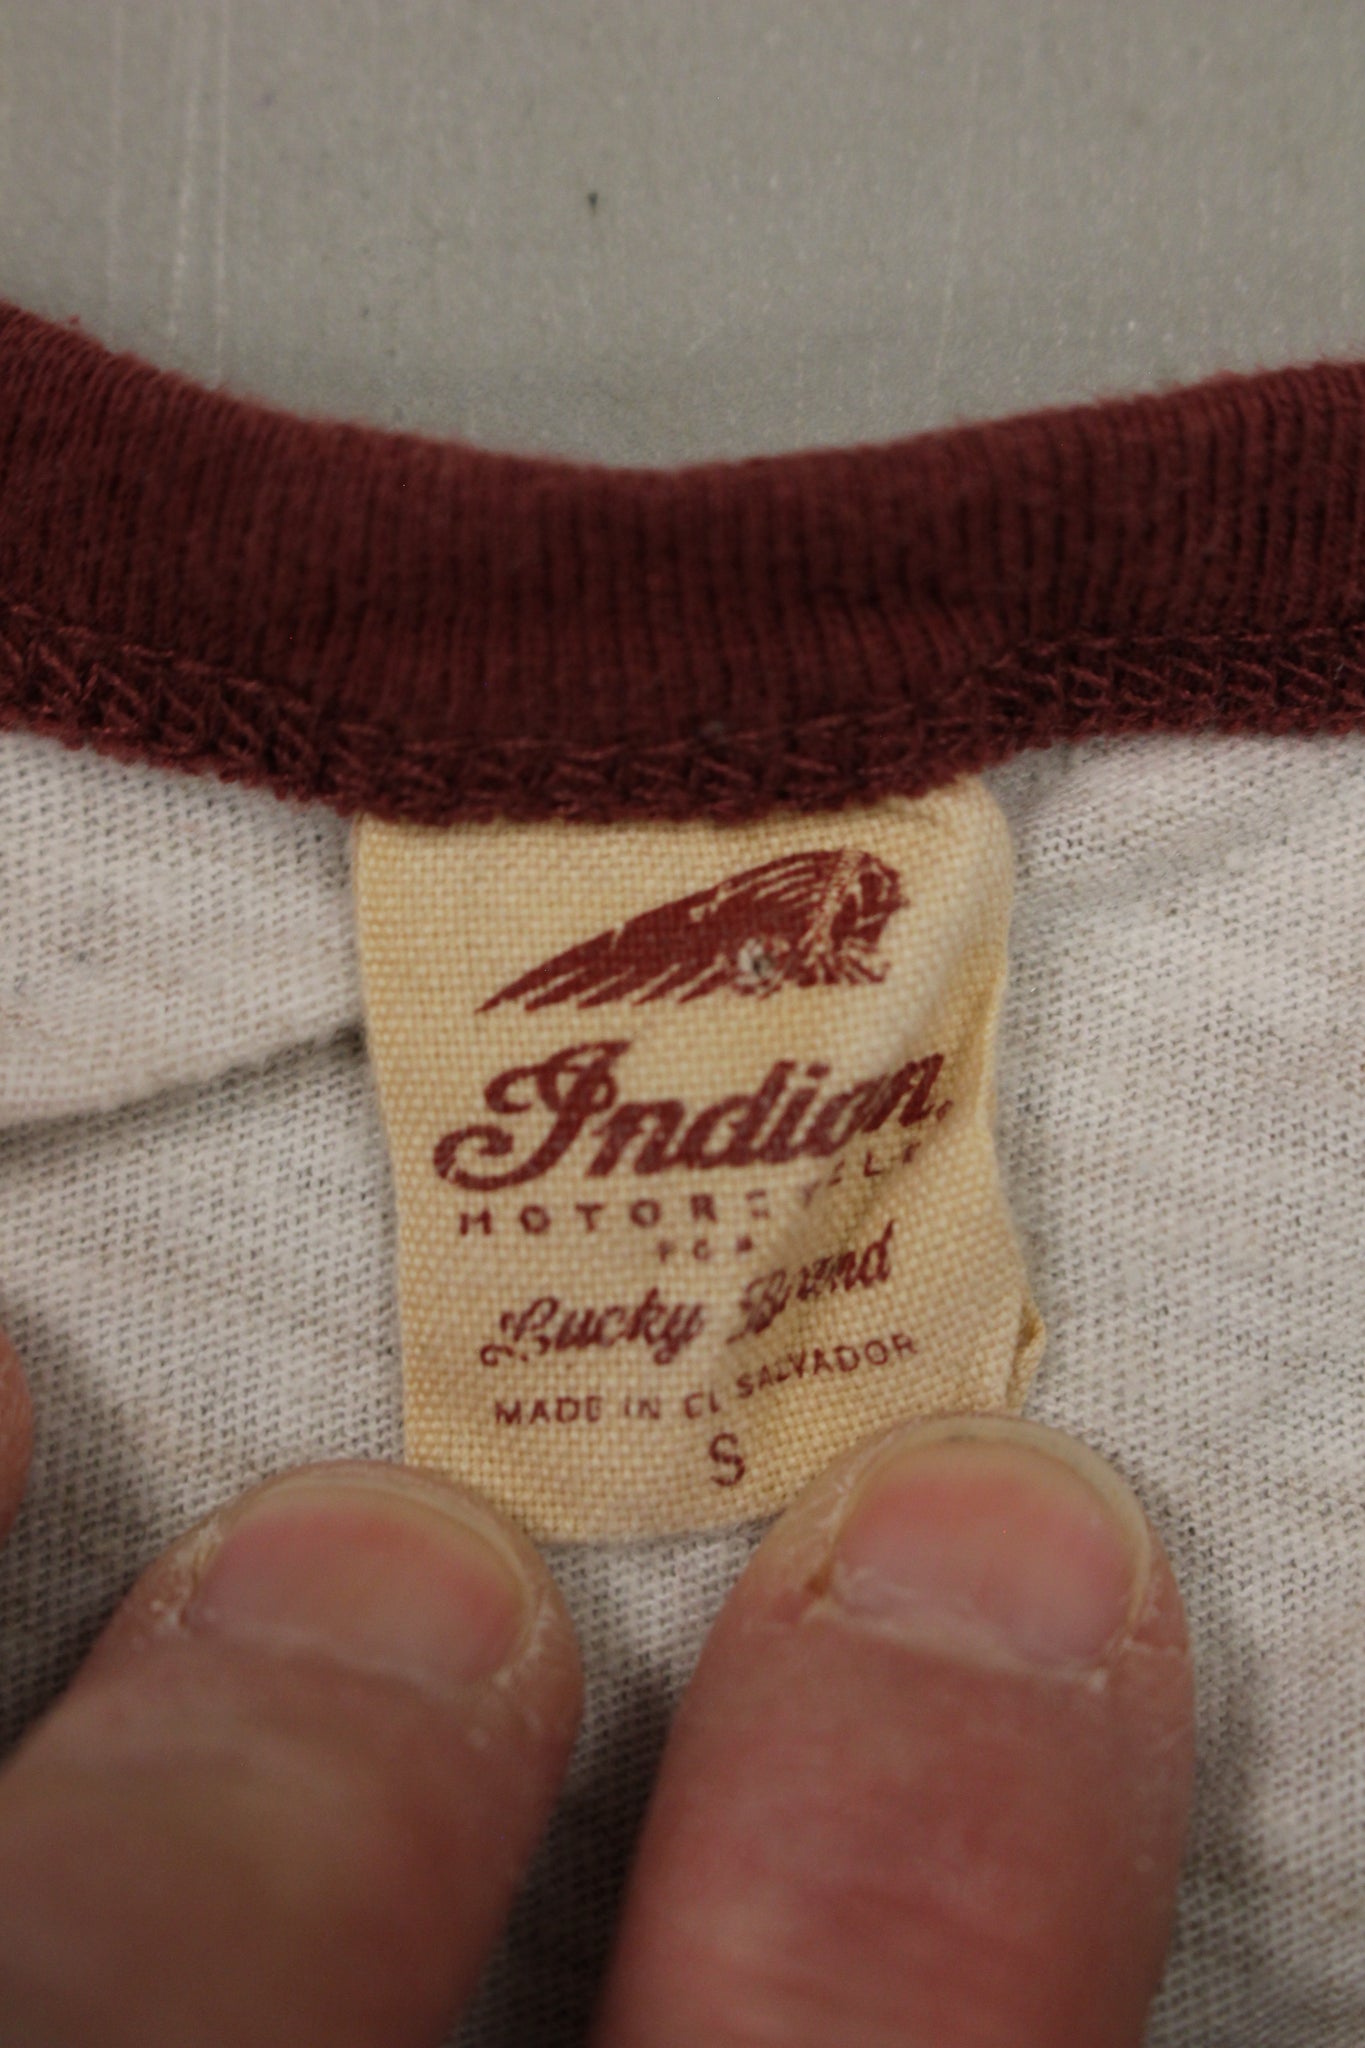 Indian
MOTORCYCLE
FOR
Lucky Brand
MADE IN EL SALVADOR
S